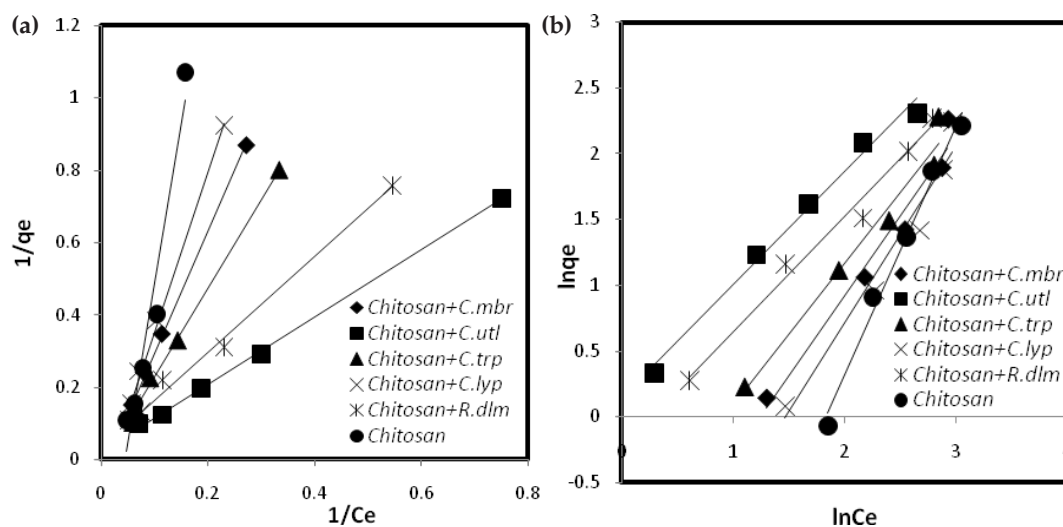 (a)
1.2
1
0.8
0.6
0.4
0.2
0
1/qe
0 0.2 0.4 0.6 0.8
1/Ce
Chitosan+C.mbr
Chitosan+C.utl
Chitosan+C.trp
Chitosan+C.lyp
Chitosan+R.dlm
Chitosan
(b)
3
2.5
2
1.5
1
0.5
0
-0.5
lnqe
0 1 2 3
lnCe
Chitosan+C.mbr
Chitosan+C.utl
Chitosan+C.trp
Chitosan+C.lyp
Chitosan+R.dlm
Chitosan